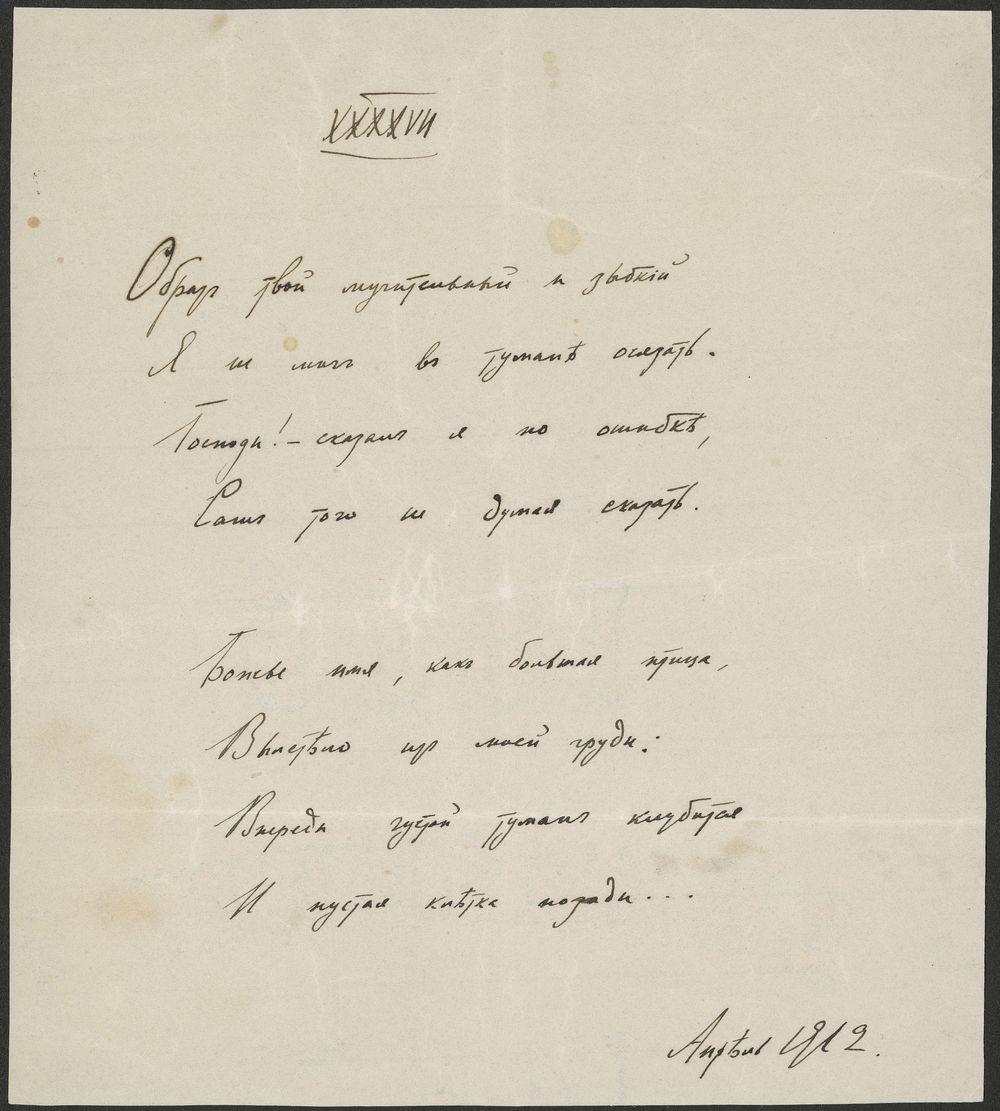 XXXXVII
Образъ твой мучительный и зыбкій
Я не могъ въ туманѣ осязать.
Господи! – сказалъ я по ошибкѣ,
Самъ того не думая сказать.
Божье имя, какъ большая птица,
Вылетѣло изъ моей груди:
Впереди густой туманъ клубится
И пустая клѣтка позади...
Апрѣль 1912.